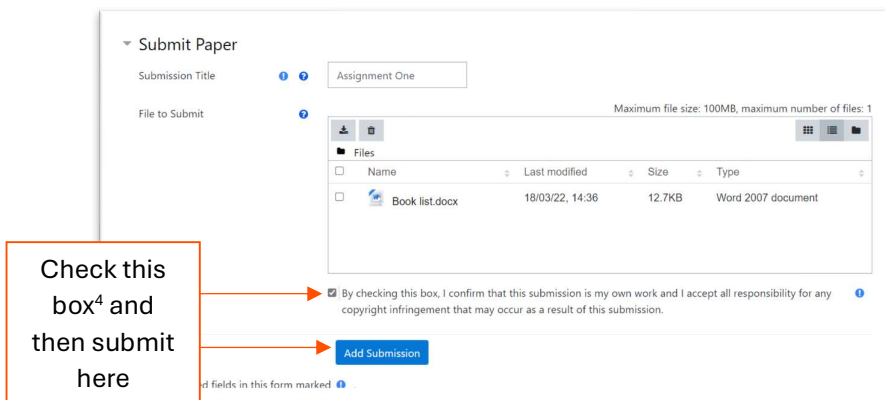 Submit Paper
Submission Title
Assignment One
File to Submit
Maximum file size: 100MB, maximum number of files: 1
Files
Name Last modified Size Type
Book list.docx 18/03/22, 14:36 12.7KB Word 2007 document
Check this
box⁴ and
then submit
here
By checking this box, I confirm that this submission is my own work and I accept all responsibility for any
copyright infringement that may occur as a result of this submission.
Add Submission
fields in this form marked .